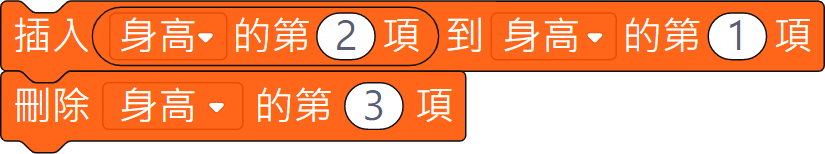 插入 身高 的第 2 項 到 身高 的第 1 項
刪除 身高 的第 3 項